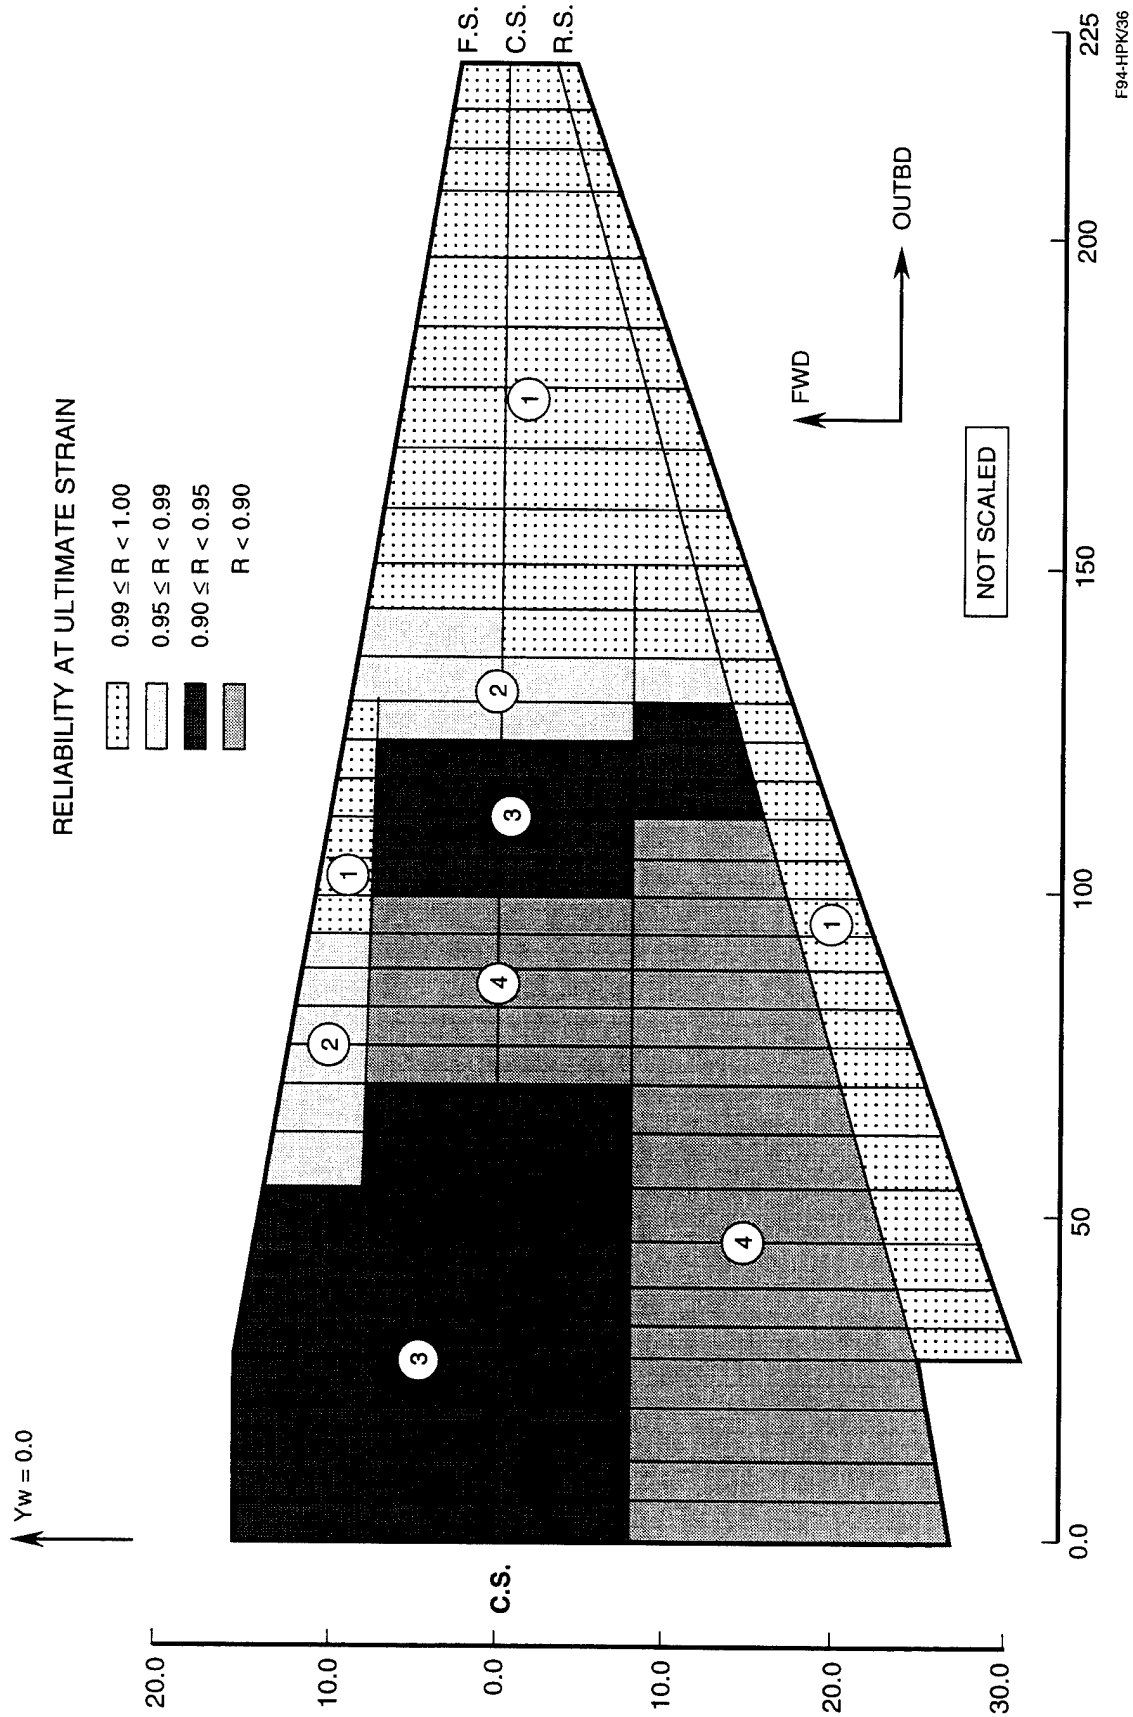 RELIABILITY AT ULTIMATE STRAIN
0.99 ≤ R < 1.00
0.95 ≤ R < 0.99
0.90 ≤ R < 0.95
R < 0.90
Yw = 0.0
F.S.
C.S.
R.S.
1
2
3
4
1
2
3
4
1
C.S.
FWD
OUTBD
NOT SCALED
20.0
10.0
0.0
10.0
20.0
30.0
0.0
50
100
150
200
225
F94-HPK/36